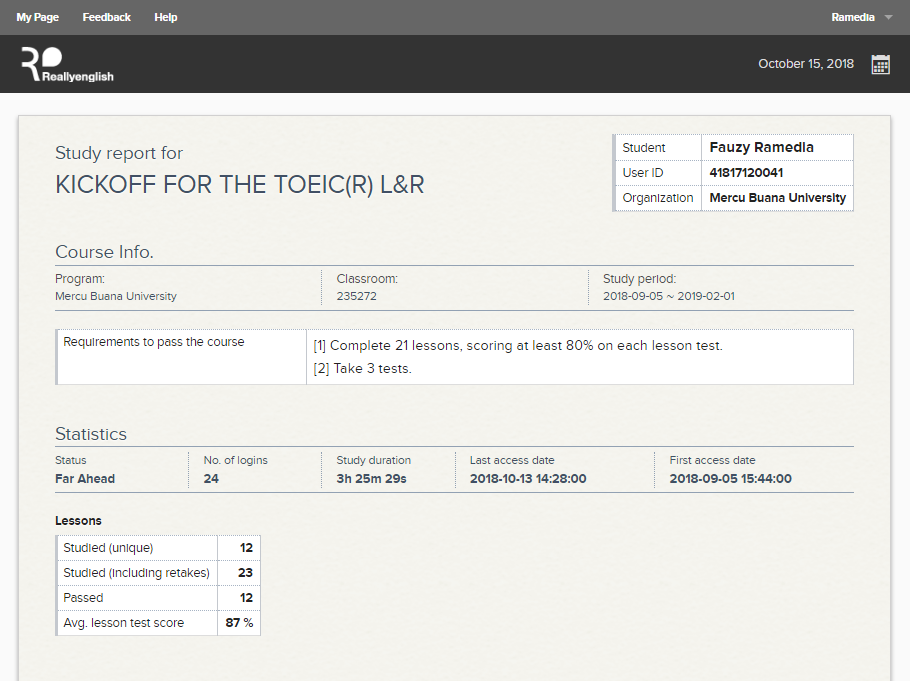 My Page Feedback Help Ramedia
Reallyenglish
October 15, 2018
Study report for
KICKOFF FOR THE TOEIC(R) L&R
Student Fauzy Ramedia
User ID 41817120041
Organization Mercu Buana University
Course Info.
Program: Classroom: Study period:
Mercu Buana University 235272 2018-09-05 ~ 2019-02-01
Requirements to pass the course
[1] Complete 21 lessons, scoring at least 80% on each lesson test.
[2] Take 3 tests.
Statistics
Status No. of logins Study duration Last access date First access date
Far Ahead 24 3h 25m 29s 2018-10-13 14:28:00 2018-09-05 15:44:00
Lessons
Studied (unique) 12
Studied (including retakes) 23
Passed 12
Avg. lesson test score 87 %